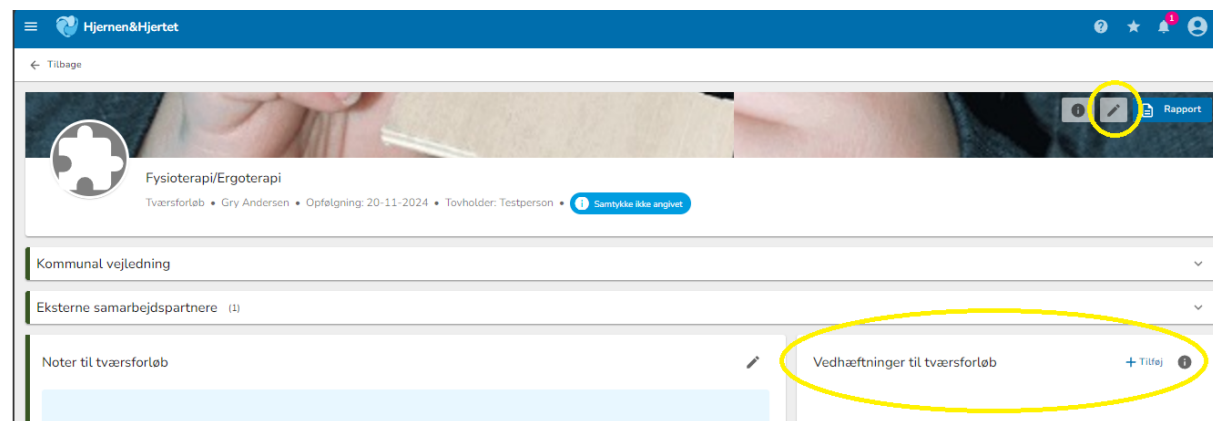 Hjernen&Hjertet
1
Tilbage
Rapport
Fysioterapi/Ergoterapi
Tværsforløb • Gry Andersen • Opfølgning: 20-11-2024 • Tovholder: Testperson • Samtykke ikke angivet
Kommunal vejledning
Eksterne samarbejdspartnere (1)
Noter til tværsforløb
Vedhæftninger til tværsforløb + Tilføj